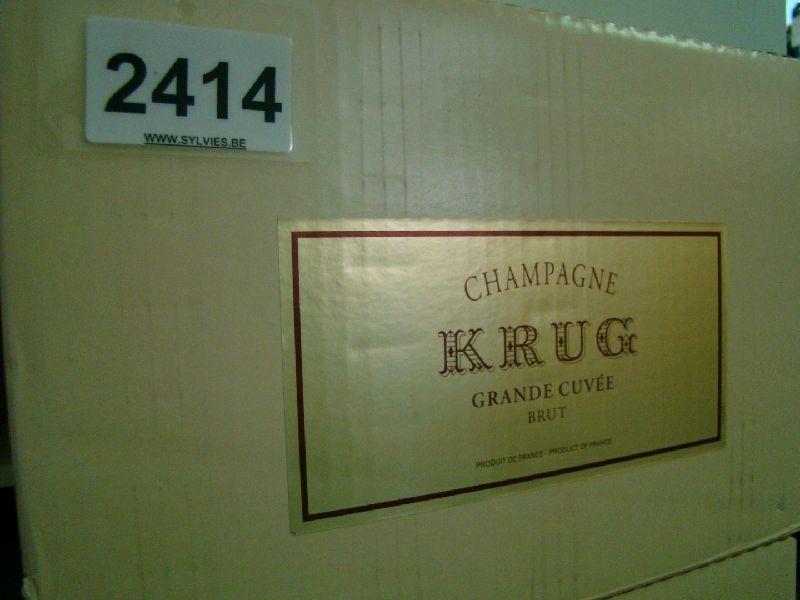 2414
WWW.SYLVIES.BE
CHAMPAGNE
KRUG
GRANDE CUVÉE
BRUT
PRODUIT DE FRANCE - PRODUCT OF FRANCE